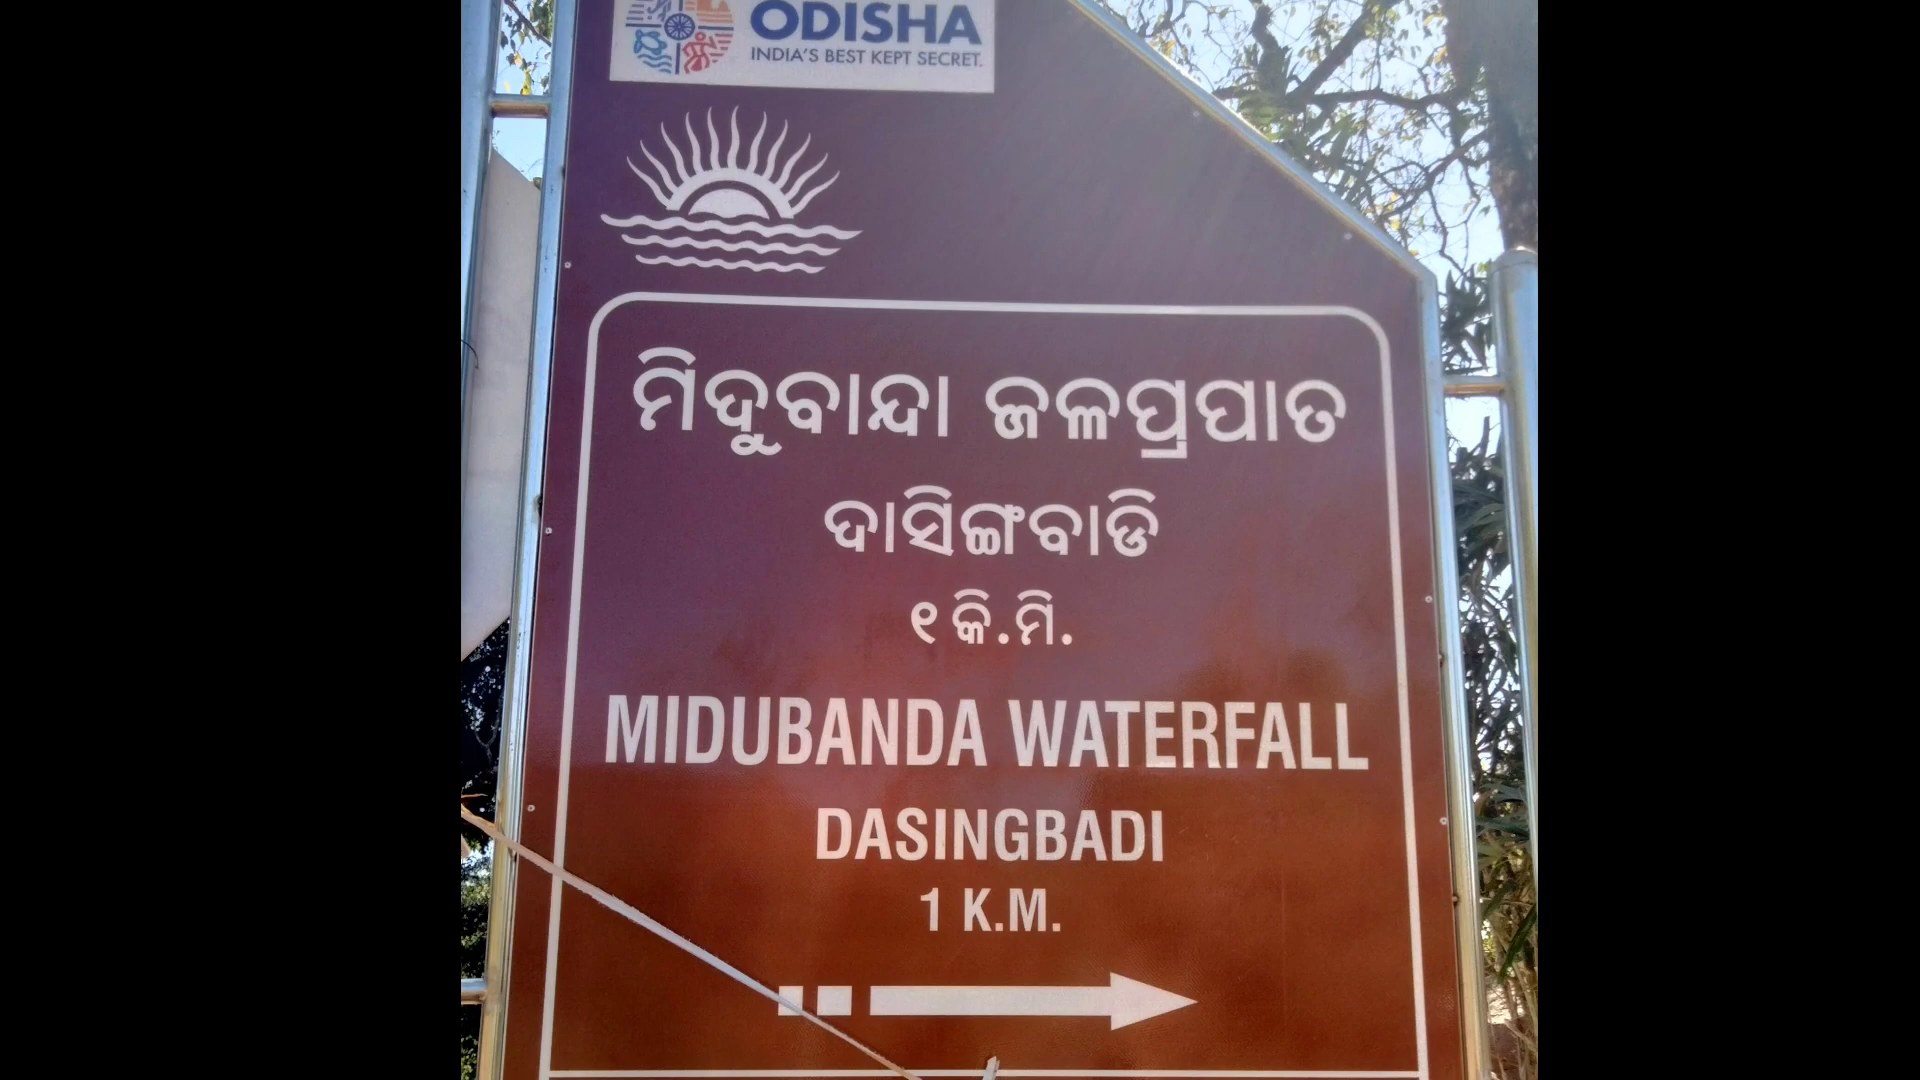 ODISHA
INDIA'S BEST KEPT SECRET.
ମିଦୁବାନ୍ଦା ଜଳପ୍ରପାତ
ଦାସିଙ୍ଗବାଡି
୧ କି.ମି.
MIDUBANDA WATERFALL
DASINGBADI
1 K.M.